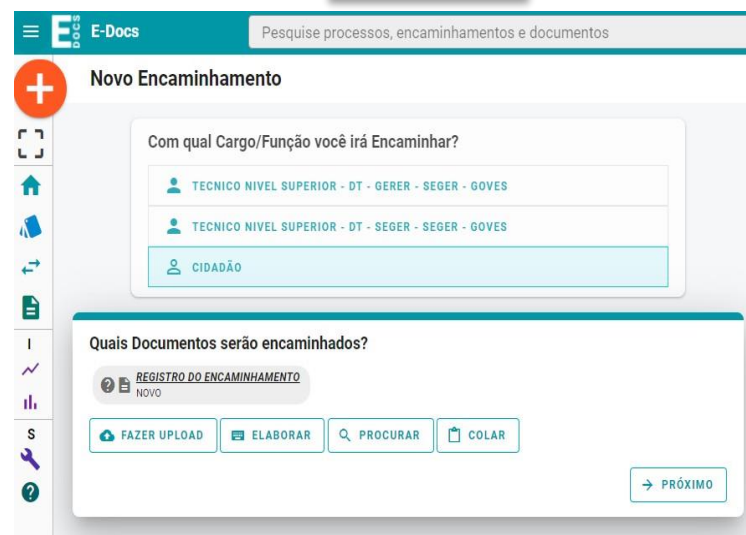 E DOCS
E-Docs
Pesquise processos, encaminhamentos e documentos
Novo Encaminhamento
Com qual Cargo/Função você irá Encaminhar?
TECNICO NIVEL SUPERIOR - DT - GERER - SEGER - GOVES
TECNICO NIVEL SUPERIOR - DT - SEGER - SEGER - GOVES
CIDADÃO
I
S
Quais Documentos serão encaminhados?
REGISTRO DO ENCAMINHAMENTO
NOVO
FAZER UPLOAD
ELABORAR
PROCURAR
COLAR
PRÓXIMO